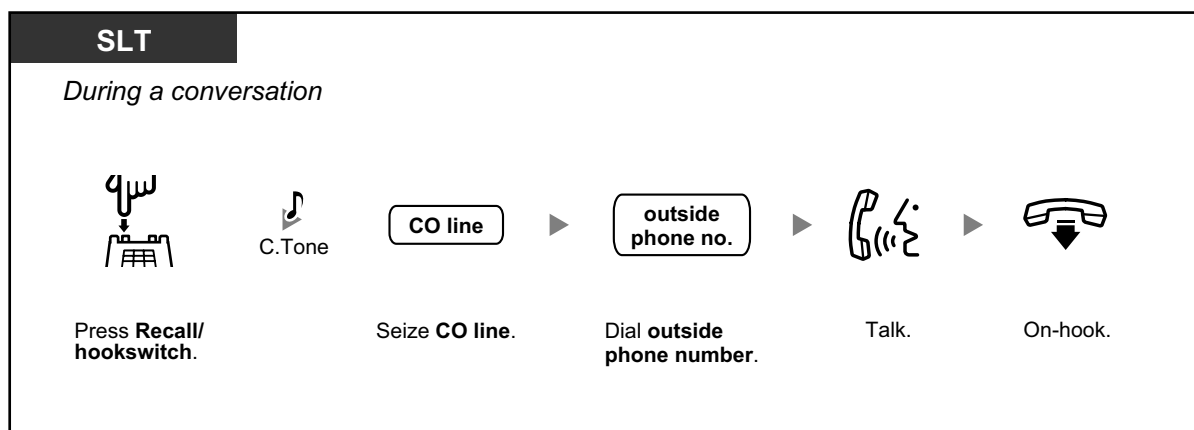 SLT
During a conversation
C.Tone
CO line
outside
phone no.
Press Recall/
hookswitch.
Seize CO line.
Dial outside
phone number.
Talk.
On-hook.